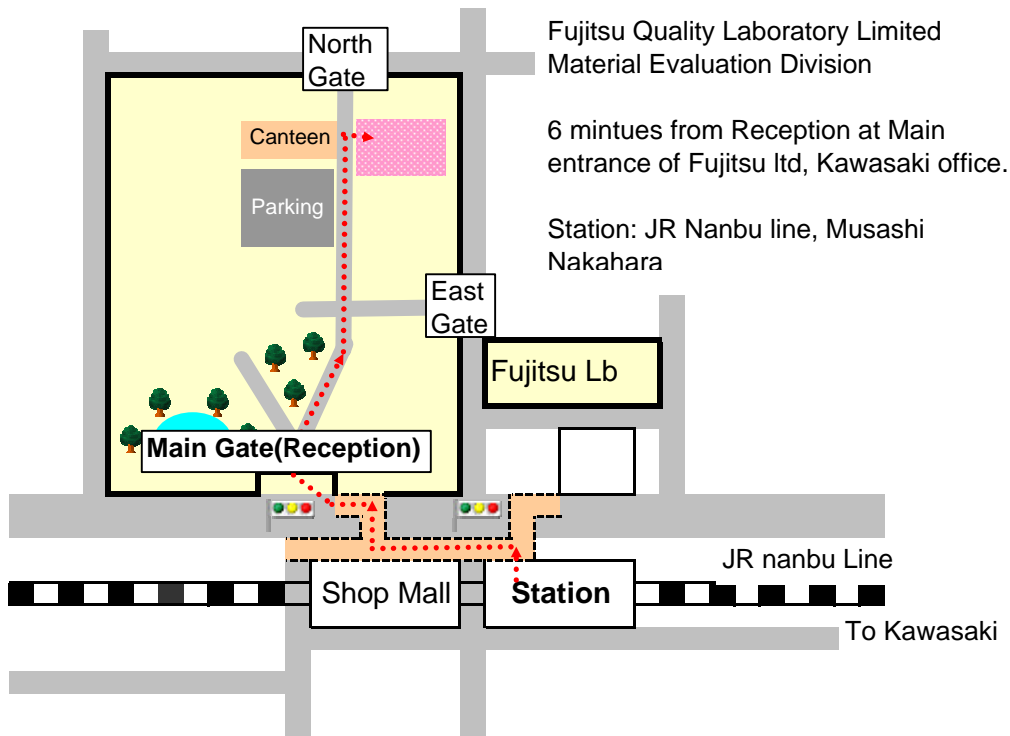 North
Gate
Fujitsu Quality Laboratory Limited
Material Evaluation Division
6 mintues from Reception at Main
entrance of Fujitsu ltd, Kawasaki office.
Station: JR Nanbu line, Musashi
Nakahara
Canteen
Parking
East
Gate
Fujitsu Lb
Main Gate(Reception)
JR nanbu Line
Shop Mall
Station
To Kawasaki